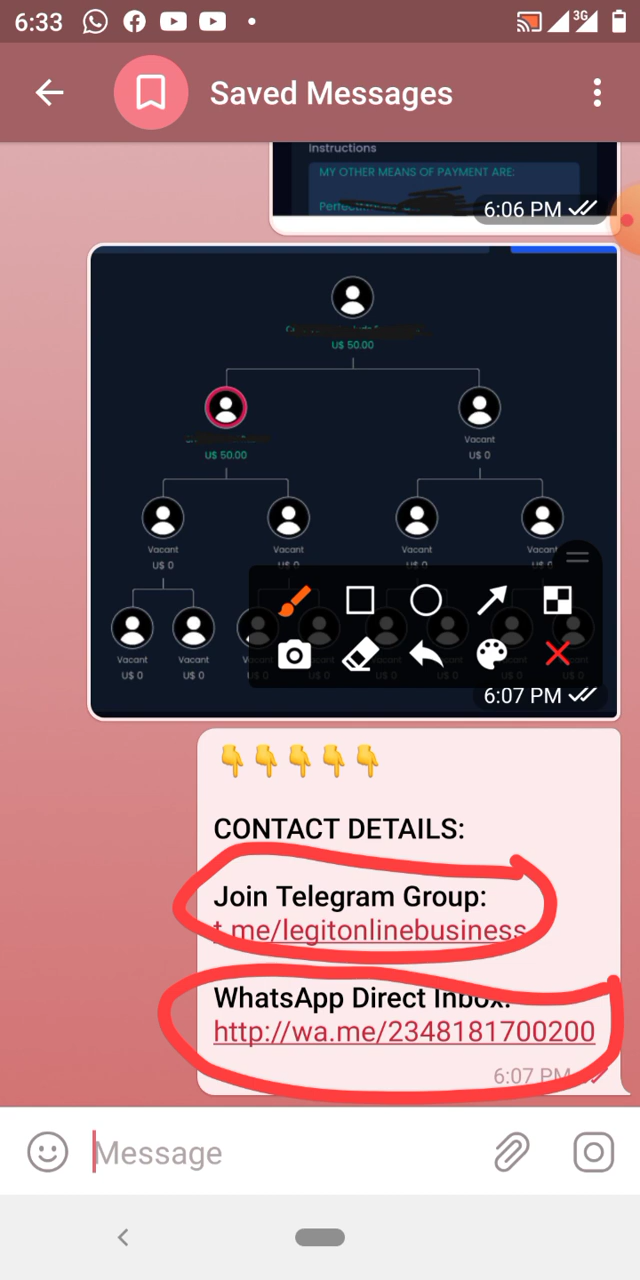 6:33
3G
Saved Messages
Instructions
MY OTHER MEANS OF PAYMENT ARE:
6:06 PM
U$ 50.00
U$ 50.00
Vacant
U$ 0
Vacant
Vacant
Vacant
Vacant
U$ 0
U$ 0
U$ 0
U$ 0
Vacant
Vacant
U$ 0
U$ 0
6:07 PM
👇👇👇👇👇
CONTACT DETAILS:
Join Telegram Group:
t.me/legitonlinebusiness
WhatsApp Direct Inbox:
http://wa.me/2348181700200
6:07 PM
Message